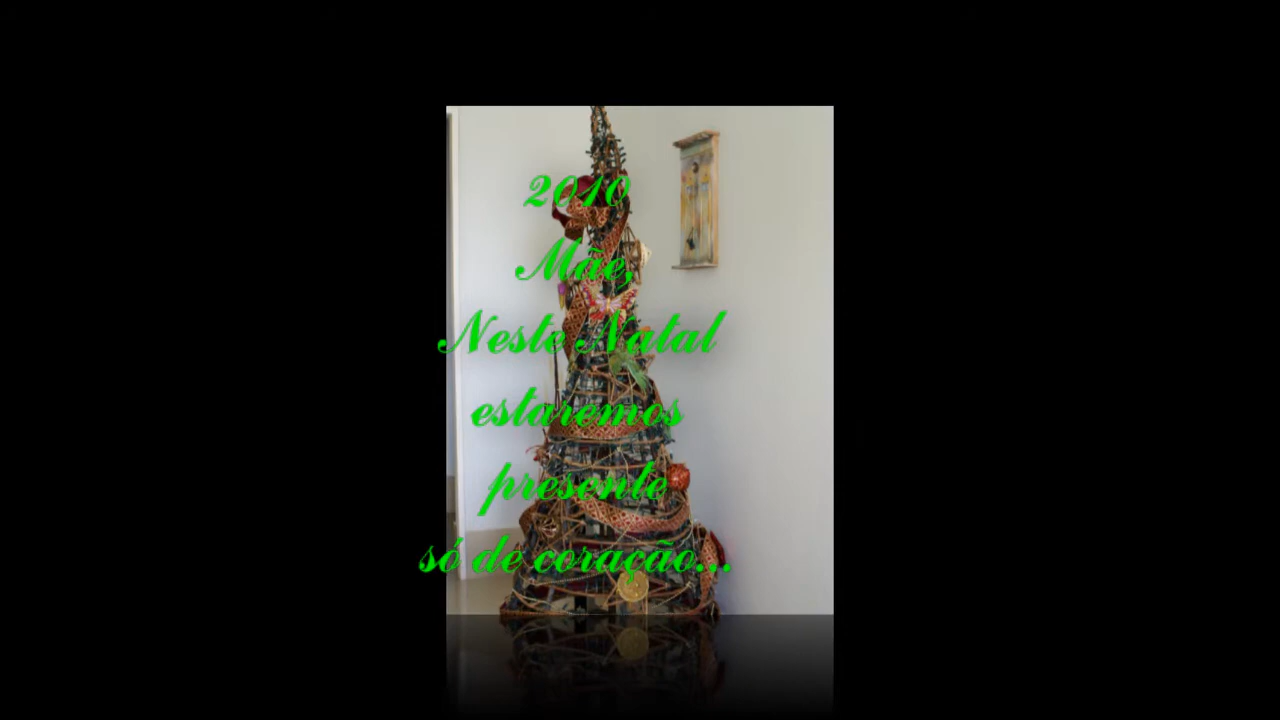 2010
Mãe,
Neste Natal
estaremos
presente
só de coração...